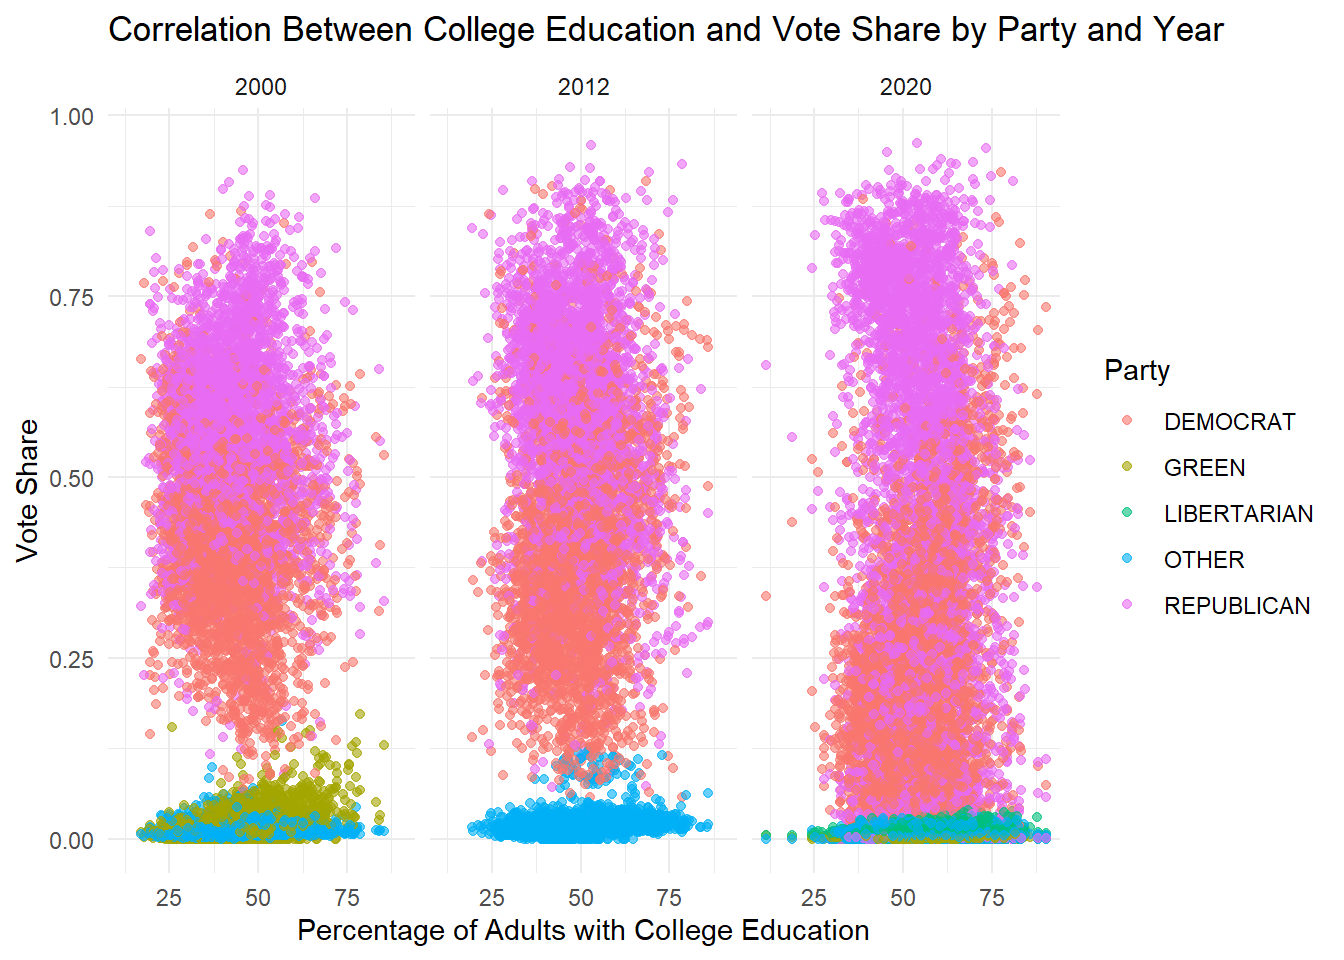 Correlation Between College Education and Vote Share by Party and Year
2000 2012 2020
1.00
0.75
0.50
0.25
0.00
Vote Share
25 50 75 25 50 75 25 50 75
Percentage of Adults with College Education
Party
DEMOCRAT
GREEN
LIBERTARIAN
OTHER
REPUBLICAN